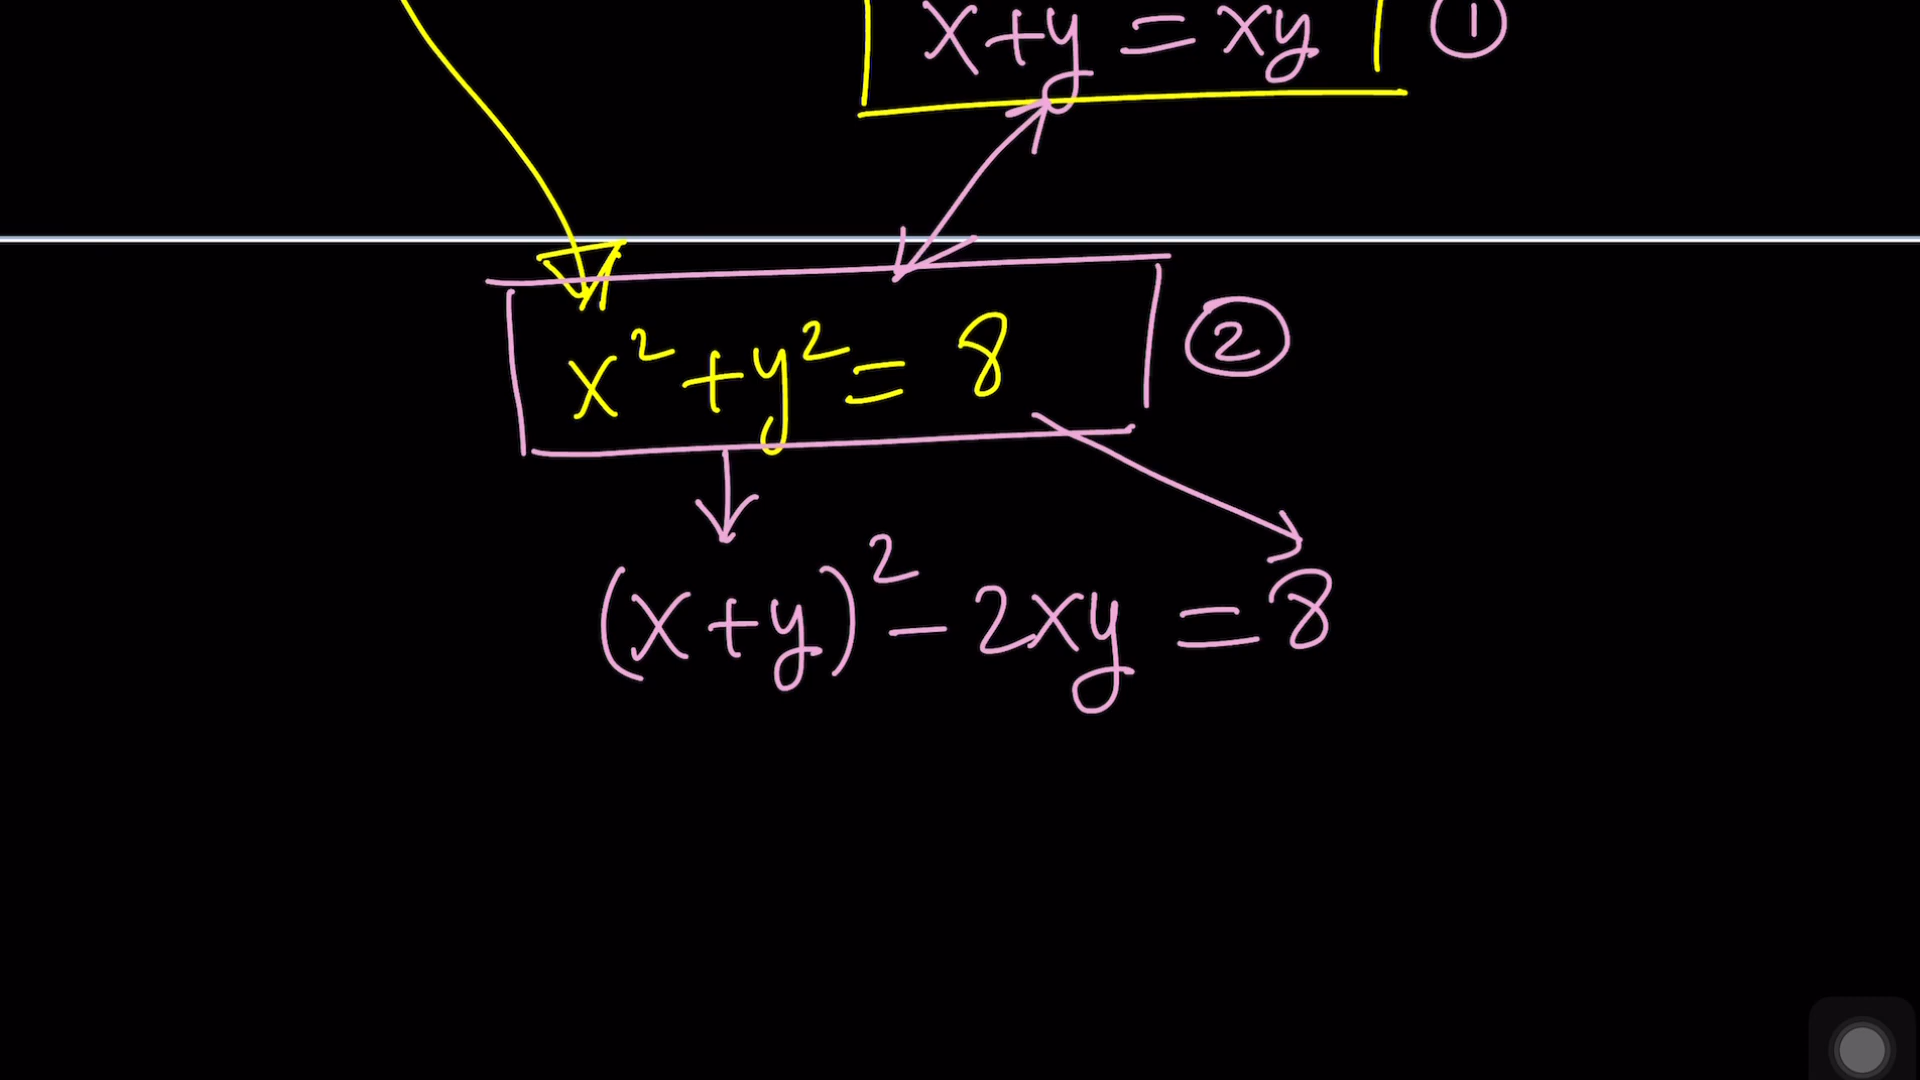 x+y = xy ①
x²+y² = 8 ②
(x+y)² - 2xy = 8